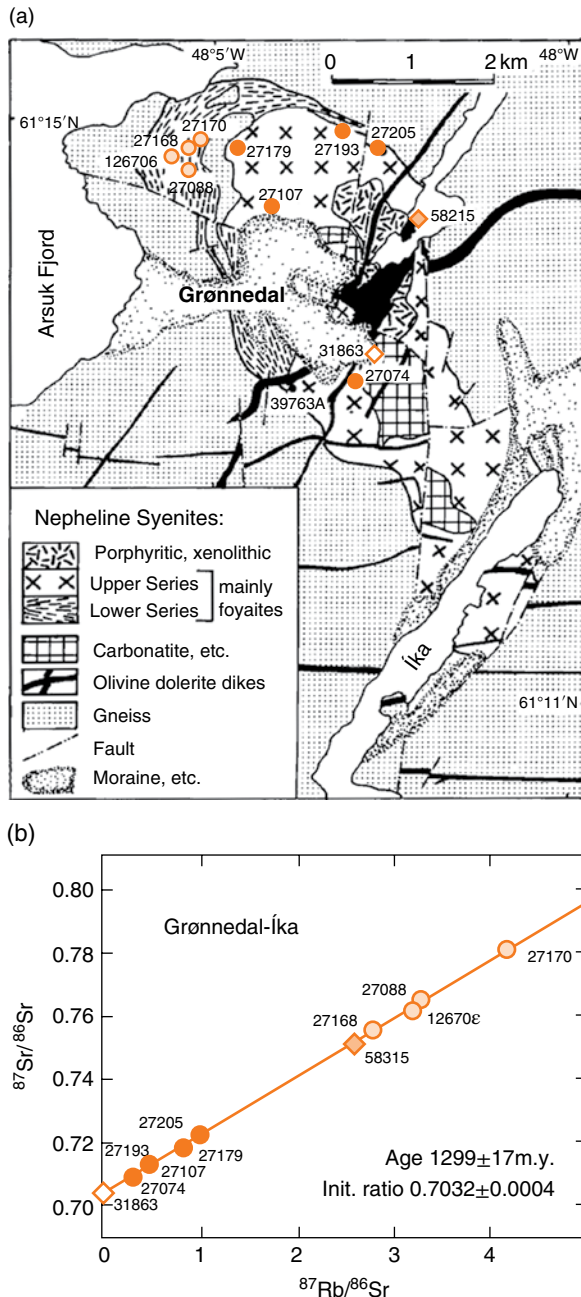 (a)
48°5′W
48°W
0 1 2 km
61°15′N
27170
27168
27205
126706
27179
27193
27088
27107
58215
Arsuk Fjord
Grønnedal
31863
27074
39763A
Nepheline Syenites:
Porphyritic, xenolithic
Upper Series
mainly
Lower Series
foyaites
Carbonatite, etc.
Olivine dolerite dikes
Gneiss
Fault
Moraine, etc.
Íka
61°11′N
(b)
0.80
Grønnedal-Íka
0.78
27170
27088
0.76
12670ε
27168
58315
87Sr/86Sr
0.72
27205
27193
27179
27107
27074
Age 1299±17m.y.
Init. ratio 0.7032±0.0004
0.70
31863
0 1 2 3 4
87Rb/86Sr